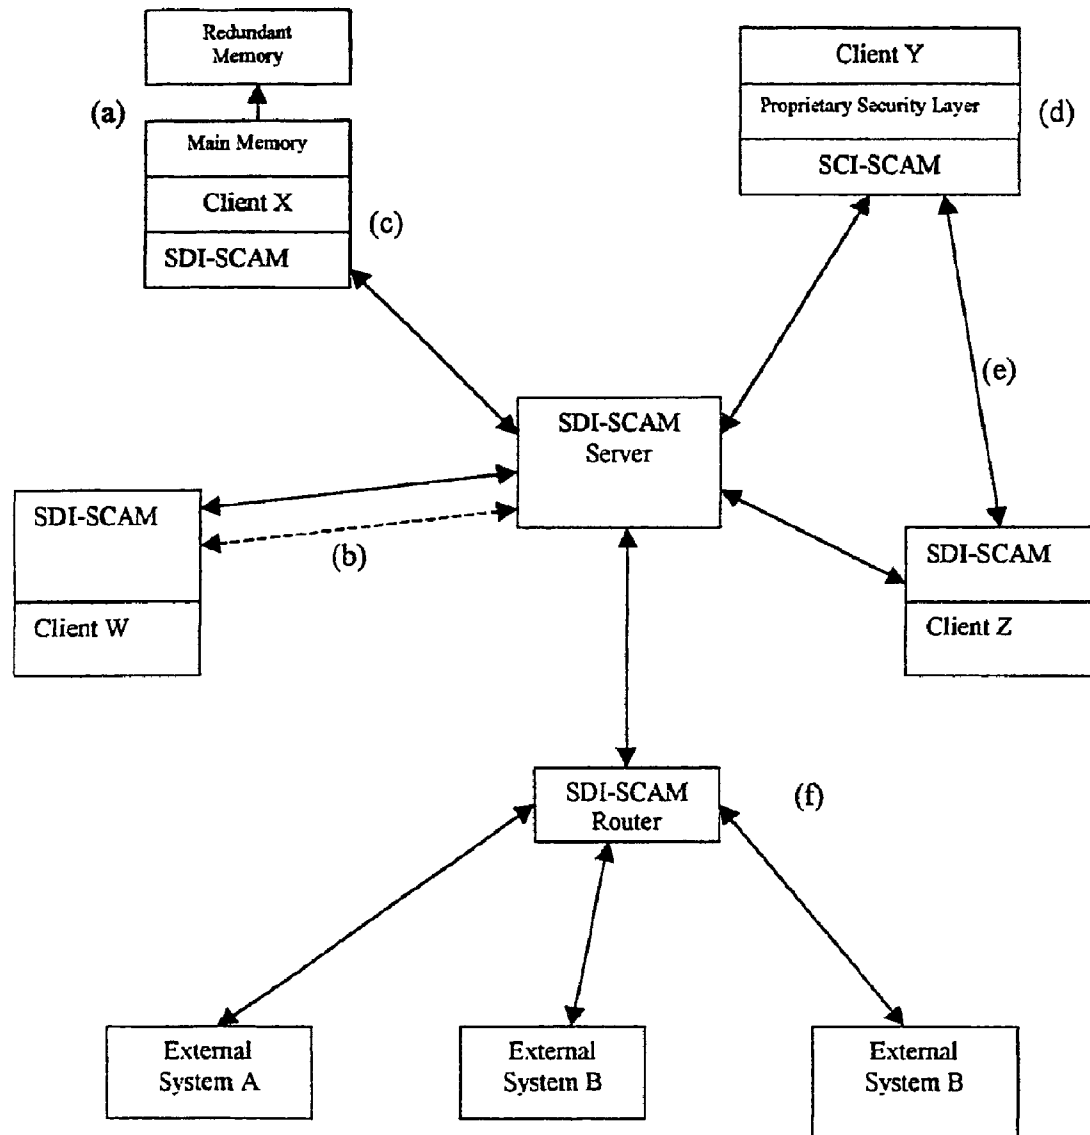 Redundant
Memory
(a)
Main Memory
Client X
(c)
SDI-SCAM
Client Y
Proprietary Security Layer
(d)
SCI-SCAM
(e)
SDI-SCAM
Server
SDI-SCAM
Client W
(b)
SDI-SCAM
Client Z
SDI-SCAM
Router
(f)
External
System A
External
System B
External
System B